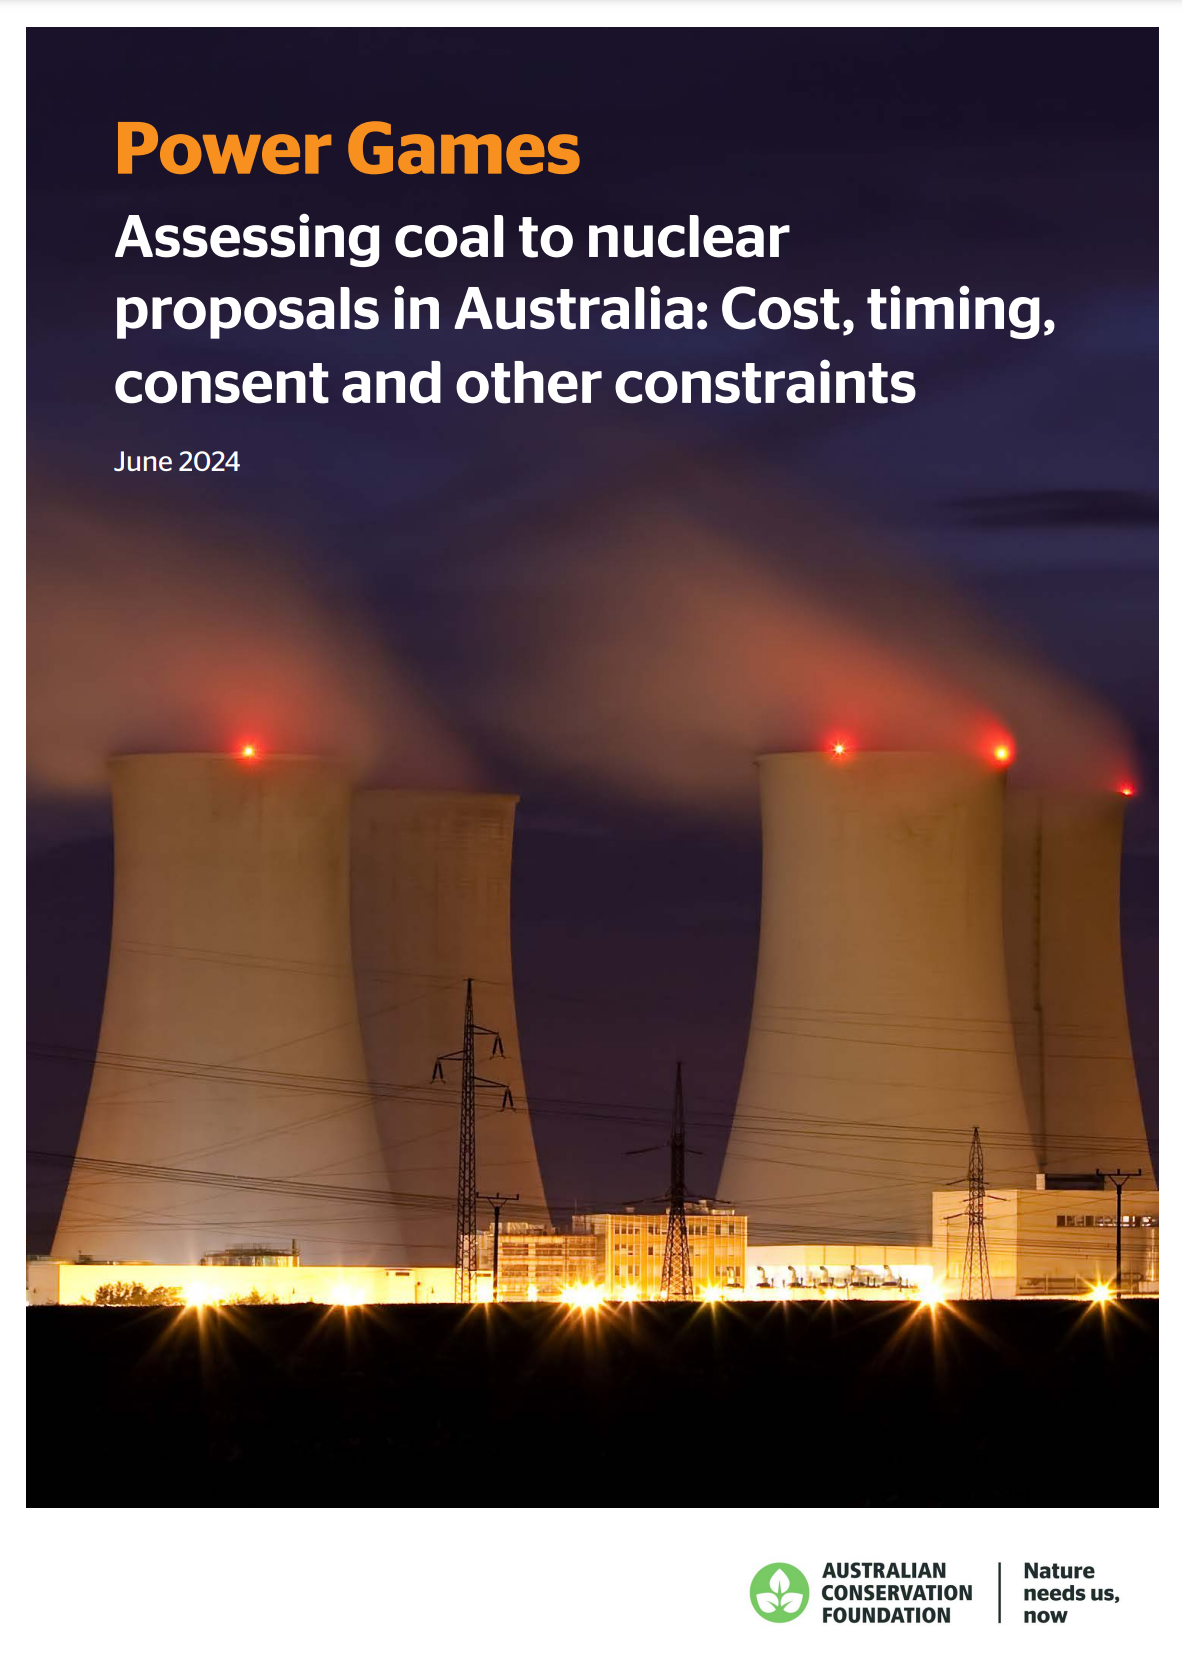 Power Games
Assessing coal to nuclear
proposals in Australia: Cost, timing,
consent and other constraints
June 2024
AUSTRALIAN
CONSERVATION
FOUNDATION
Nature
needs us,
now